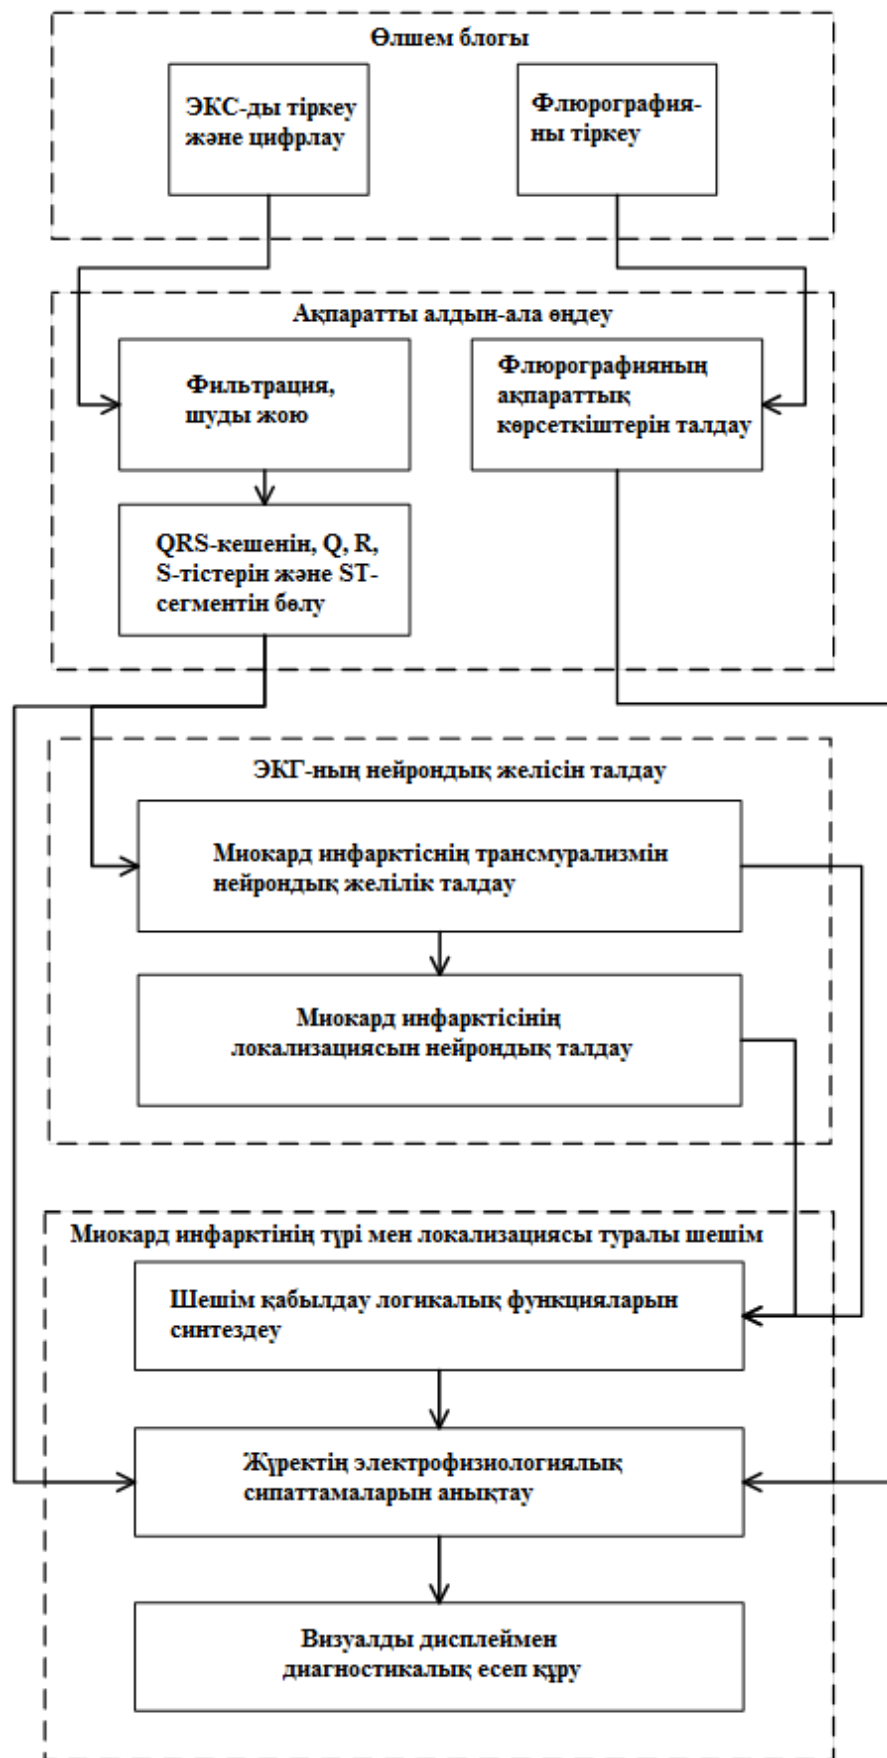 Өлшем блогы
ЭКС-ды тіркеу
және цифрлау
Флюрография-
ны тіркеу
Ақпаратты алдын-ала өңдеу
Фильтрация,
шуды жою
Флюрографияның
ақпараттық
көрсеткіштерін талдау
QRS-кешенін, Q, R,
S-тістерін және ST-
сегментін бөлу
ЭКГ-ның нейрондық желісін талдау
Миокард инфарктіснің трансмурализмін
нейрондық желілік талдау
Миокард инфарктісінің
локализациясын нейрондық талдау
Миокард инфарктінің түрі мен локализациясы туралы шешім
Шешім қабылдау логикалық функцияларын
синтездеу
Жүректің электрофизиологиялық
сипаттамаларын анықтау
Визуалды дисплеймен
диагностикалық есеп құру